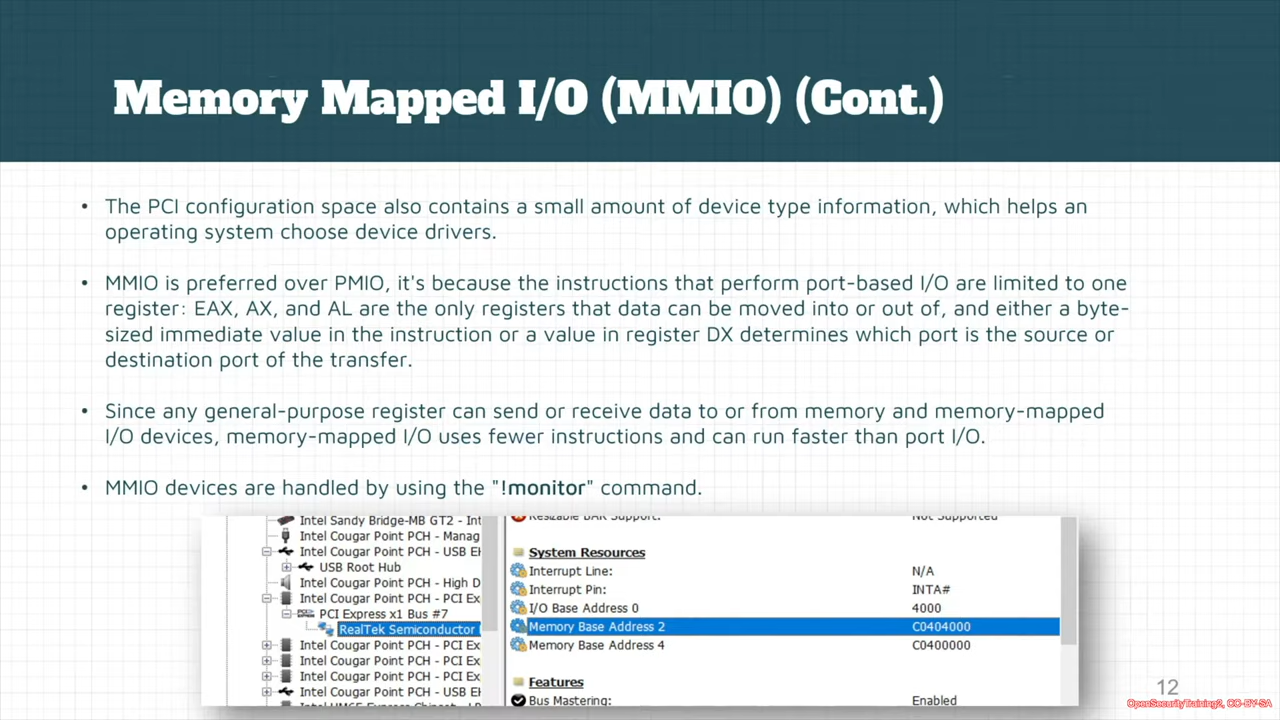 Memory Mapped I/O (MMIO) (Cont.)
• The PCI configuration space also contains a small amount of device type information, which helps an
operating system choose device drivers.
• MMIO is preferred over PMIO, it's because the instructions that perform port-based I/O are limited to one
register: EAX, AX, and AL are the only registers that data can be moved into or out of, and either a byte-
sized immediate value in the instruction or a value in register DX determines which port is the source or
destination port of the transfer.
• Since any general-purpose register can send or receive data to or from memory and memory-mapped
I/O devices, memory-mapped I/O uses fewer instructions and can run faster than port I/O.
• MMIO devices are handled by using the "!monitor" command.
Intel Sandy Bridge-MB GT2 - Int
Intel Cougar Point PCH - Manag
Intel Cougar Point PCH - USB EH
USB Root Hub
Intel Cougar Point PCH - High D
Intel Cougar Point PCH - PCI Ex
PCI Express x1 Bus #7
RealTek Semiconductor
Intel Cougar Point PCH - PCI Ex
Intel Cougar Point PCH - PCI Ex
Intel Cougar Point PCH - PCI Ex
Intel Cougar Point PCH - USB EH
Resizable BAR Support: Not Supported
System Resources
Interrupt Line: N/A
Interrupt Pin: INTA#
I/O Base Address 0 4000
Memory Base Address 2 C0404000
Memory Base Address 4 C0400000
Features
Bus Mastering: Enabled
12
OpenSecurityTraining2, CC-BY-SA